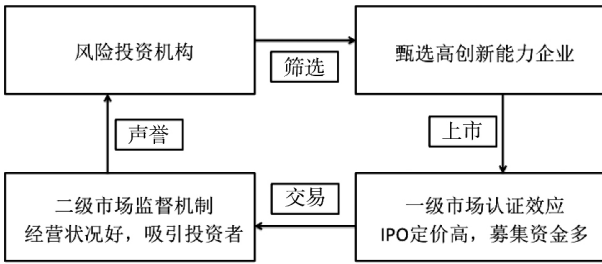 风险投资机构
筛选
甄选高创新能力企业
声誉
上市
二级市场监督机制
经营状况好，吸引投资者
交易
一级市场认证效应
IPO定价高，募集资金多